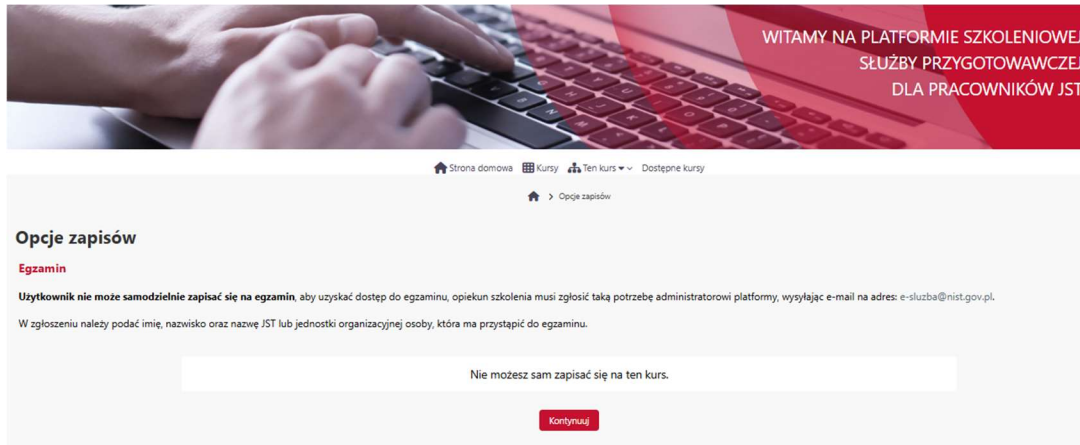 WITAMY NA PLATFORMIE SZKOLENIOWEJ
SŁUŻBY PRZYGOTOWAWCZEJ
DLA PRACOWNIKÓW JST
Strona domowa Kursy Ten kurs Dostępne kursy
> Opcje zapisów
Opcje zapisów
Egzamin
Użytkownik nie może samodzielnie zapisać się na egzamin, aby uzyskać dostęp do egzaminu, opiekun szkolenia musi zgłosić taką potrzebę administratorowi platformy, wysyłając e-mail na adres: e-sluzba@nist.gov.pl.
W zgłoszeniu należy podać imię, nazwisko oraz nazwę JST lub jednostki organizacyjnej osoby, która ma przystąpić do egzaminu.
Nie możesz sam zapisać się na ten kurs.
Kontynuuj